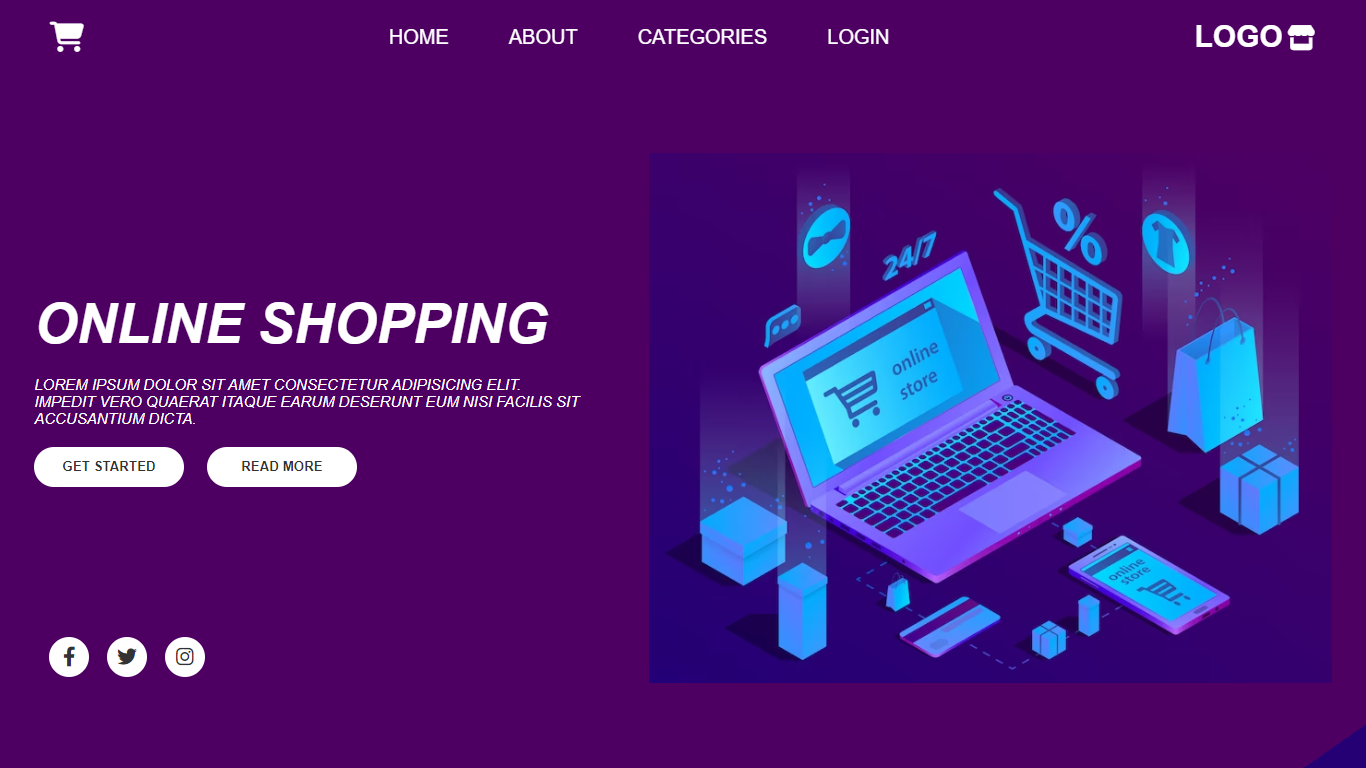 HOME ABOUT CATEGORIES LOGIN LOGO
ONLINE SHOPPING
LOREM IPSUM DOLOR SIT AMET CONSECTETUR ADIPISICING ELIT.
IMPEDIT VERO QUAERAT ITAQUE EARUM DESERUNT EUM NISI FACILIS SIT
ACCUSANTIUM DICTA.
GET STARTED READ MORE
24/7
%
online
store
online
store